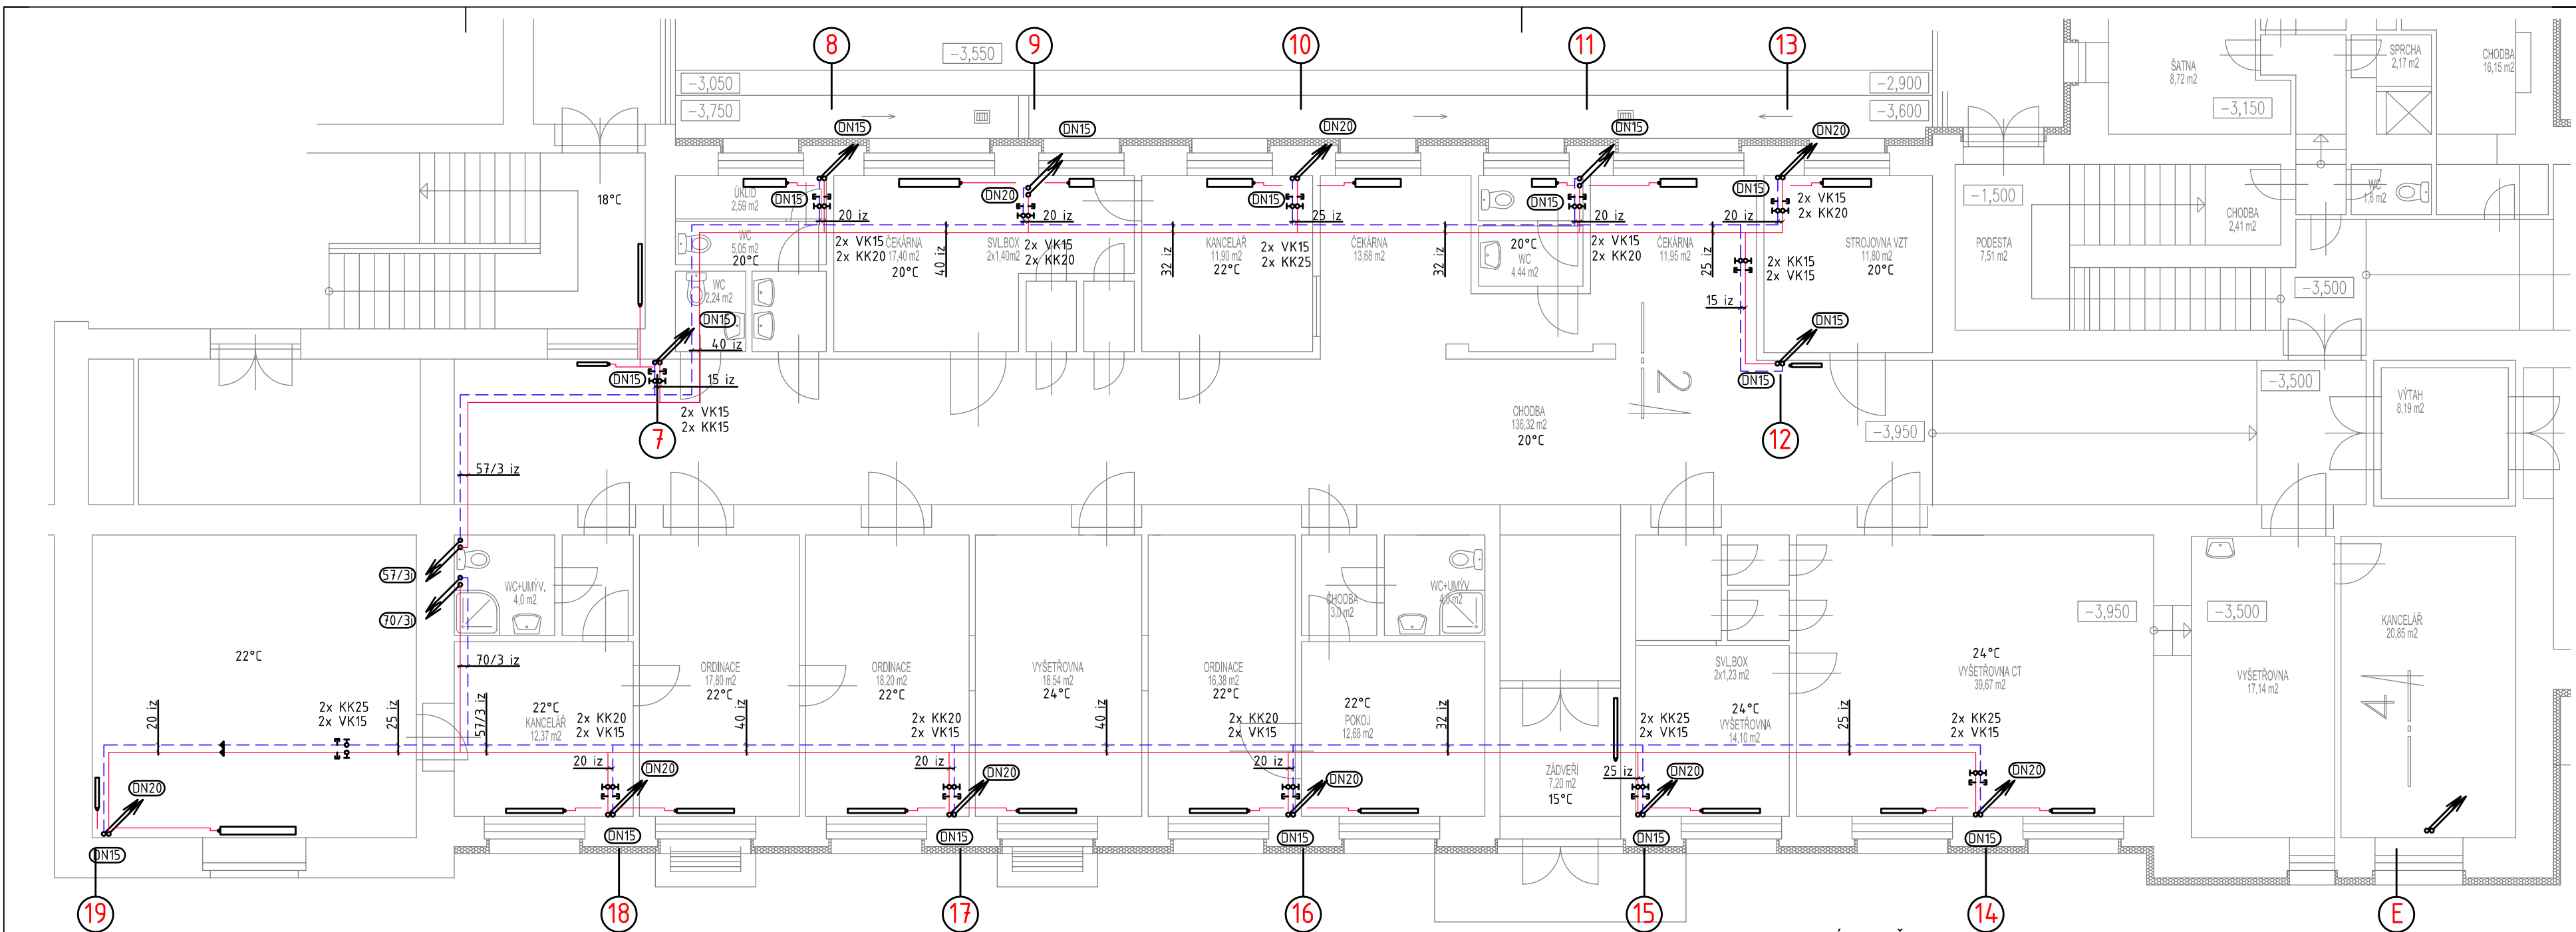 8
9
10
11
13
-3,550
-3,050
-3,750
-2,900
-3,600
-3,150
ŠATNA
8,72 m2
SPRCHA
2,17 m2
CHODBA
16,15 m2
DN15
DN15
DN20
DN15
DN20
18°C
ÚKLID
2,59 m2
DN15
DN20
DN15
DN15
DN15
2x VK15
2x KK20
-1,500
WC
1,6 m2
20 iz
20 iz
25 iz
20 iz
20 iz
CHODBA
2,41 m2
WC
5,05 m2
20°C
2x VK15
2x KK20
ČEKÁRNA
17,40 m2
20°C
40 iz
SVL.BOX
2x1,40m2
2x VK15
2x KK20
32 iz
KANCELÁŘ
11,90 m2
22°C
2x VK15
2x KK25
ČEKÁRNA
13,68 m2
32 iz
20°C
WC
4,44 m2
2x VK15
2x KK20
ČEKÁRNA
11,95 m2
25 iz
2x KK15
2x VK15
STROJOVNA VZT
11,80 m2
20°C
PODESTA
7,51 m2
-3,500
WC
2,24 m2
15 iz
DN15
DN15
40 iz
DN15
15 iz
DN15
2
-3,500
VÝTAH
8,19 m2
2x VK15
2x KK15
7
CHODBA
136,32 m2
20°C
12
-3,950
57/3 iz
57/3i
70/3i
WC+UMÝV.
4,0 m2
CHODBA
3,0 m2
WC+UMÝV.
4,0 m2
-3,950
-3,500
KANCELÁŘ
20,85 m2
22°C
70/3 iz
ORDINACE
17,80 m2
22°C
ORDINACE
18,20 m2
22°C
VYŠETŘOVNA
18,54 m2
24°C
ORDINACE
16,38 m2
22°C
22°C
POKOJ
12,68 m2
SVL.BOX
2x1,23 m2
24°C
VYŠETŘOVNA
14,10 m2
24°C
VYŠETŘOVNA CT
39,67 m2
VYŠETŘOVNA
17,14 m2
4
20 iz
2x KK25
2x VK15
25 iz
57/3 iz
22°C
KANCELÁŘ
12,37 m2
2x KK20
2x VK15
40 iz
2x KK20
2x VK15
40 iz
2x KK20
2x VK15
32 iz
2x KK25
2x VK15
25 iz
2x KK25
2x VK15
20 iz
20 iz
20 iz
25 iz
ZÁDVEŘÍ
7,20 m2
15°C
DN20
DN20
DN20
DN20
DN20
DN20
DN15
DN15
DN15
DN15
DN15
DN15
19
18
17
16
15
14
E